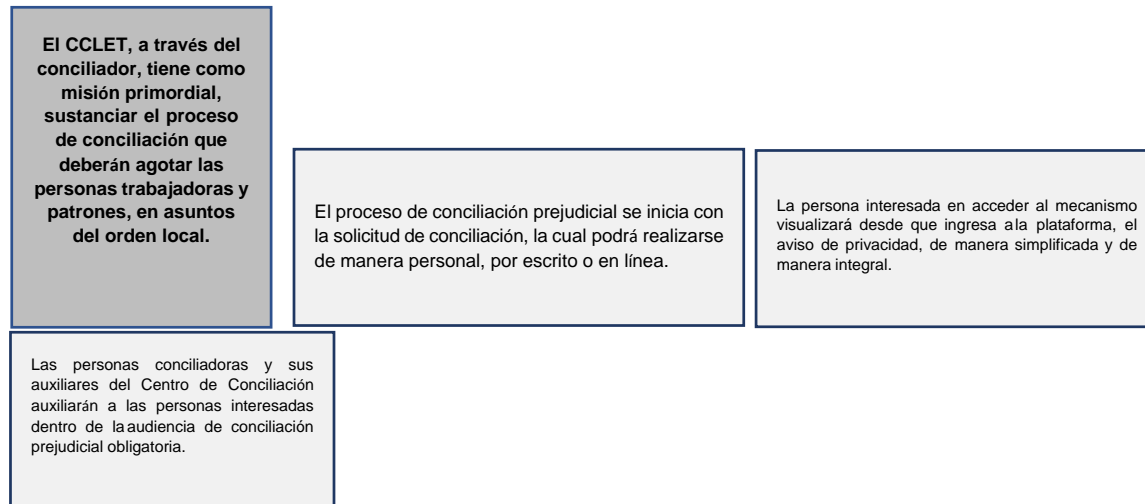 El CCLET, a través del
conciliador, tiene como
misión primordial,
sustanciar el proceso
de conciliación que
deberán agotar las
personas trabajadoras y
patrones, en asuntos
del orden local.
El proceso de conciliación prejudicial se inicia con
la solicitud de conciliación, la cual podrá realizarse
de manera personal, por escrito o en línea.
La persona interesada en acceder al mecanismo
visualizará desde que ingresa a la plataforma, el
aviso de privacidad, de manera simplificada y de
manera integral.
Las personas conciliadoras y sus
auxiliares del Centro de Conciliación
auxiliarán a las personas interesadas
dentro de la audiencia de conciliación
prejudicial obligatoria.